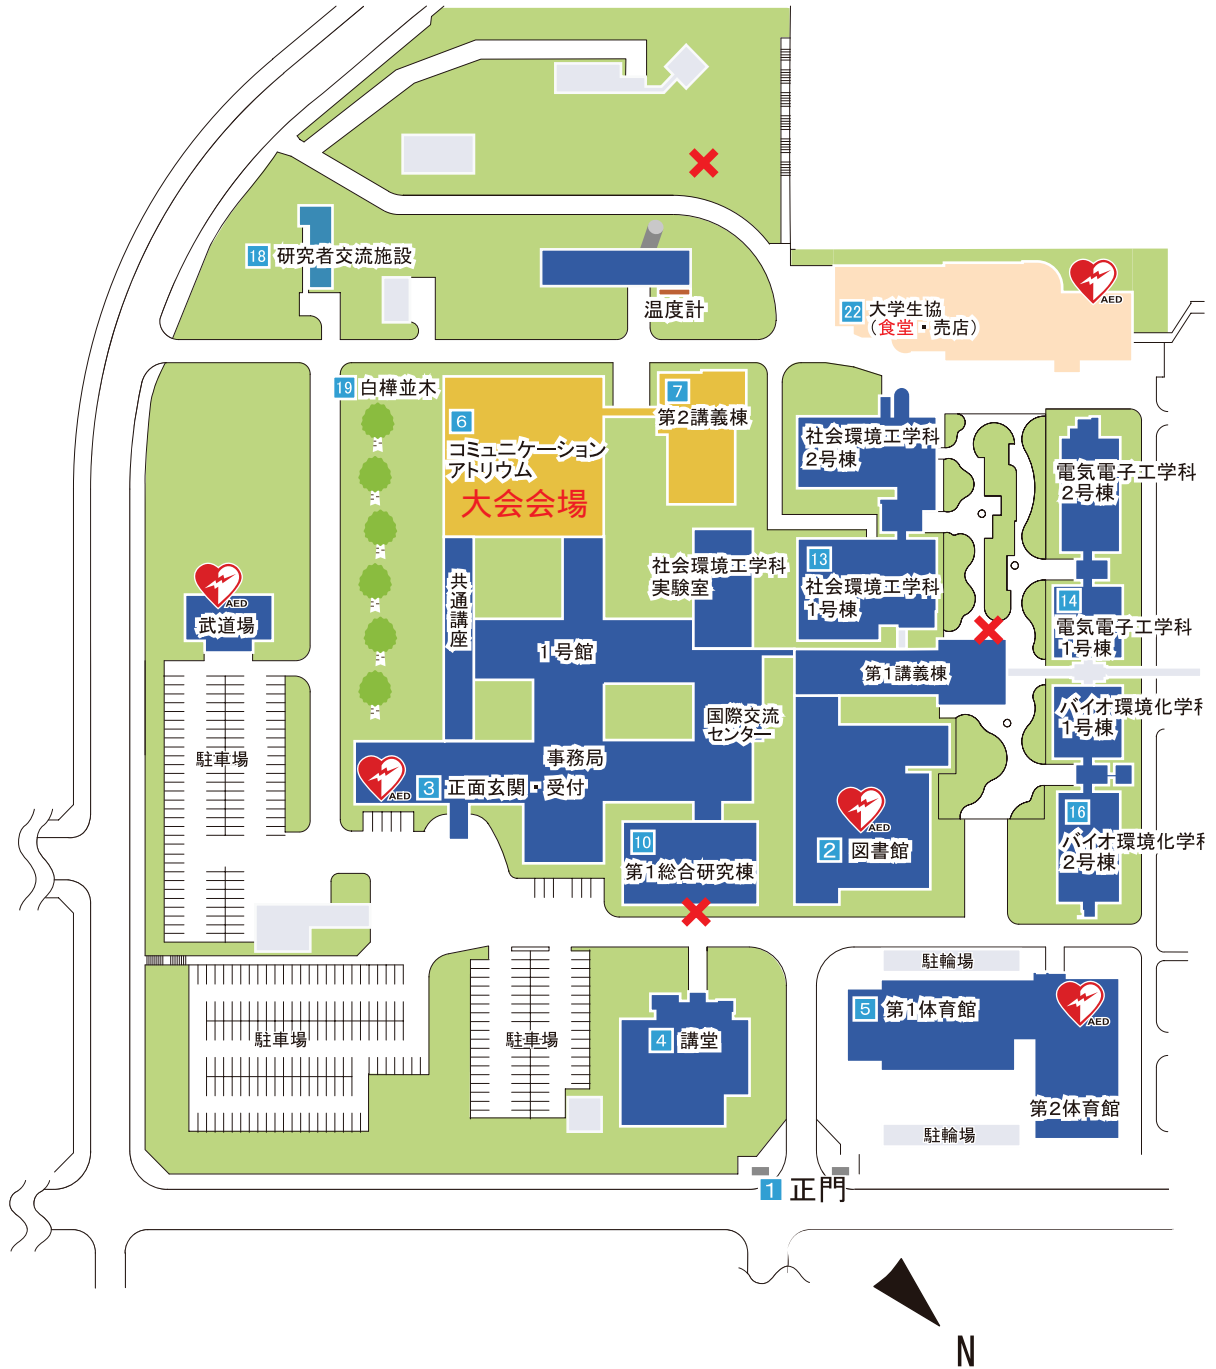 18 研究者交流施設
温度計
AED
22 大学生協
（食堂・売店）
19 白樺並木
6
コミュニケーション
アトリウム
大会会場
7
第2講義棟
社会環境工学科
2号棟
電気電子工学科
2号棟
共通講座
社会環境工学科
実験室
13
社会環境工学科
1号棟
14
電気電子工学科
1号棟
AED
武道場
1号館
第1講義棟
国際交流
センター
バイオ環境化学科
1号棟
駐車場
事務局
AED
3 正面玄関・受付
10
第1総合研究棟
AED
2 図書館
16
バイオ環境化学科
2号棟
駐輪場
駐車場
駐車場
4 講堂
5 第1体育館
AED
第2体育館
駐輪場
1 正門
N